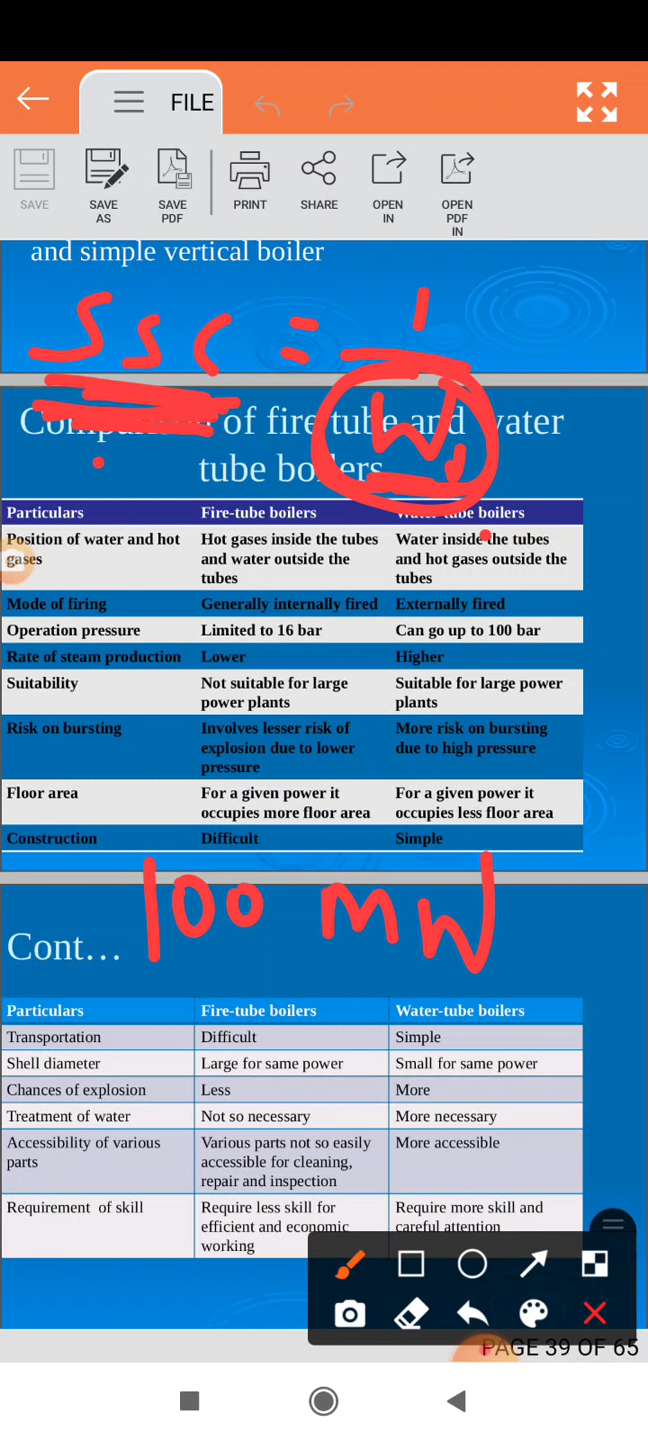 FILE
SAVE
SAVE AS
SAVE PDF
PRINT
SHARE
OPEN IN
OPEN PDF IN
and simple vertical boiler
SSC = 1
W
Comparison of fire tube and water
tube boilers
Particulars Fire-tube boilers Water-tube boilers
Position of water and hot gases Hot gases inside the tubes and water outside the tubes Water inside the tubes and hot gases outside the tubes
Mode of firing Generally internally fired Externally fired
Operation pressure Limited to 16 bar Can go up to 100 bar
Rate of steam production Lower Higher
Suitability Not suitable for large power plants Suitable for large power plants
Risk on bursting Involves lesser risk of explosion due to lower pressure More risk on bursting due to high pressure
Floor area For a given power it occupies more floor area For a given power it occupies less floor area
Construction Difficult Simple
100 MW
Cont…
Particulars Fire-tube boilers Water-tube boilers
Transportation Difficult Simple
Shell diameter Large for same power Small for same power
Chances of explosion Less More
Treatment of water Not so necessary More necessary
Accessibility of various parts Various parts not so easily accessible for cleaning, repair and inspection More accessible
Requirement of skill Require less skill for efficient and economic working Require more skill and careful attention
PAGE 39 OF 65